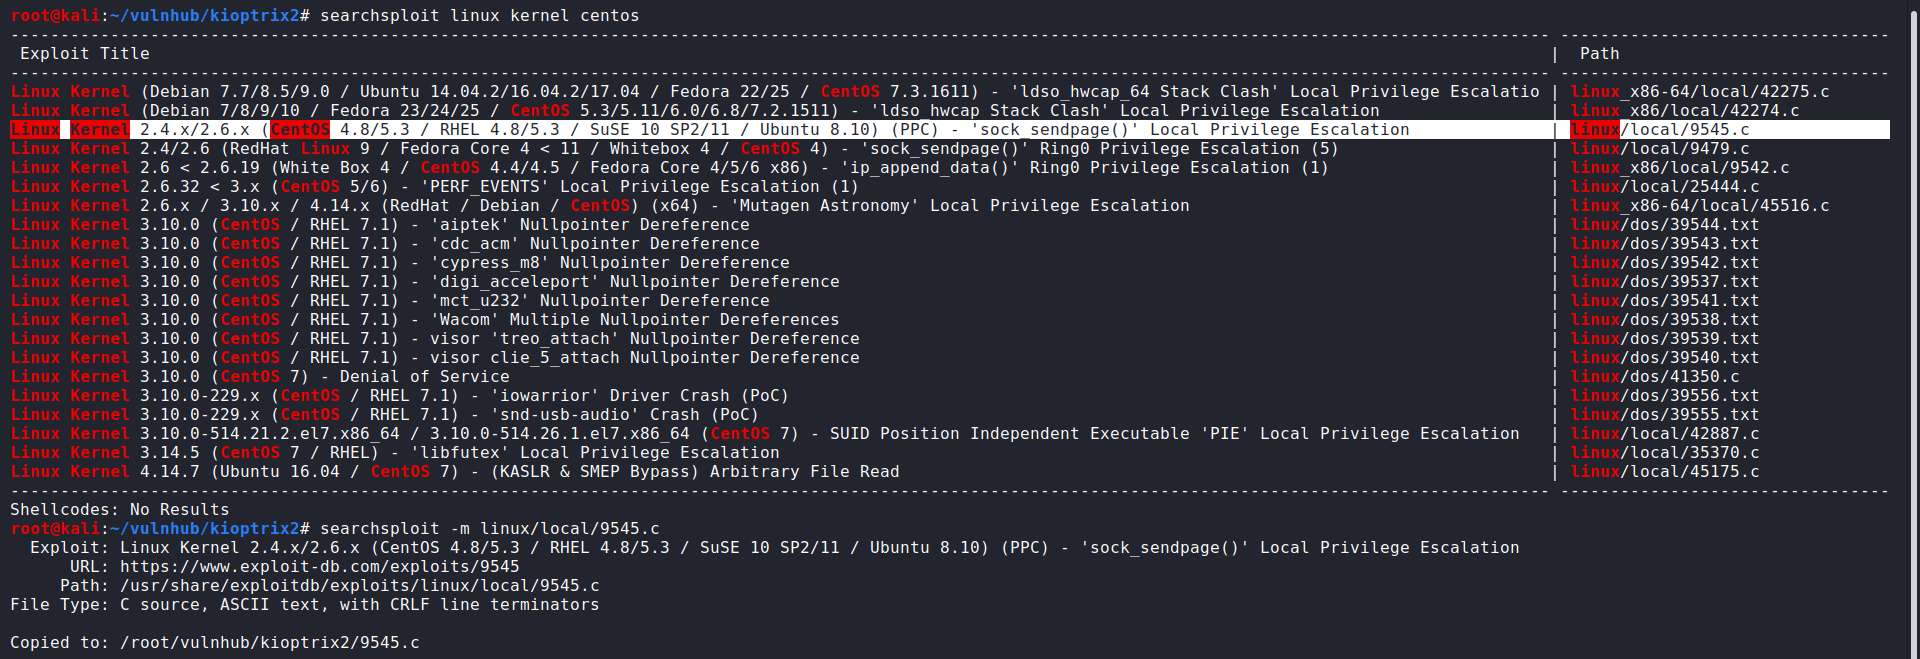 root@kali:~/vulnhub/kioptrix2# searchsploit linux kernel centos
---------------------------------------------------------------------------------------------------------------------------------------------------------- ---------------------------------
 Exploit Title                                                                                                                                            |  Path
---------------------------------------------------------------------------------------------------------------------------------------------------------- ---------------------------------
Linux Kernel (Debian 7.7/8.5/9.0 / Ubuntu 14.04.2/16.04.2/17.04 / Fedora 22/25 / CentOS 7.3.1611) - 'ldso_hwcap_64 Stack Clash' Local Privilege Escalatio | linux_x86-64/local/42275.c
Linux Kernel (Debian 7/8/9/10 / Fedora 23/24/25 / CentOS 5.3/5.11/6.0/6.8/7.2.1511) - 'ldso_hwcap Stack Clash' Local Privilege Escalation | linux_x86/local/42274.c
Linux Kernel 2.4.x/2.6.x (CentOS 4.8/5.3 / RHEL 4.8/5.3 / SuSE 10 SP2/11 / Ubuntu 8.10) (PPC) - 'sock_sendpage()' Local Privilege Escalation | linux/local/9545.c
Linux Kernel 2.4/2.6 (RedHat Linux 9 / Fedora Core 4 < 11 / Whitebox 4 / CentOS 4) - 'sock_sendpage()' Ring0 Privilege Escalation (5) | linux/local/9479.c
Linux Kernel 2.6 < 2.6.19 (White Box 4 / CentOS 4.4/4.5 / Fedora Core 4/5/6 x86) - 'ip_append_data()' Ring0 Privilege Escalation (1) | linux_x86/local/9542.c
Linux Kernel 2.6.32 < 3.x (CentOS 5/6) - 'PERF_EVENTS' Local Privilege Escalation (1) | linux/local/25444.c
Linux Kernel 2.6.x / 3.10.x / 4.14.x (RedHat / Debian / CentOS) (x64) - 'Mutagen Astronomy' Local Privilege Escalation | linux_x86-64/local/45516.c
Linux Kernel 3.10.0 (CentOS / RHEL 7.1) - 'aiptek' Nullpointer Dereference | linux/dos/39544.txt
Linux Kernel 3.10.0 (CentOS / RHEL 7.1) - 'cdc_acm' Nullpointer Dereference | linux/dos/39543.txt
Linux Kernel 3.10.0 (CentOS / RHEL 7.1) - 'cypress_m8' Nullpointer Dereference | linux/dos/39542.txt
Linux Kernel 3.10.0 (CentOS / RHEL 7.1) - 'digi_acceleport' Nullpointer Dereference | linux/dos/39537.txt
Linux Kernel 3.10.0 (CentOS / RHEL 7.1) - 'mct_u232' Nullpointer Dereference | linux/dos/39541.txt
Linux Kernel 3.10.0 (CentOS / RHEL 7.1) - 'Wacom' Multiple Nullpointer Dereferences | linux/dos/39538.txt
Linux Kernel 3.10.0 (CentOS / RHEL 7.1) - visor 'treo_attach' Nullpointer Dereference | linux/dos/39539.txt
Linux Kernel 3.10.0 (CentOS / RHEL 7.1) - visor clie_5_attach Nullpointer Dereference | linux/dos/39540.txt
Linux Kernel 3.10.0 (CentOS 7) - Denial of Service | linux/dos/41350.c
Linux Kernel 3.10.0-229.x (CentOS / RHEL 7.1) - 'iowarrior' Driver Crash (PoC) | linux/dos/39556.txt
Linux Kernel 3.10.0-229.x (CentOS / RHEL 7.1) - 'snd-usb-audio' Crash (PoC) | linux/dos/39555.txt
Linux Kernel 3.10.0-514.21.2.el7.x86_64 / 3.10.0-514.26.1.el7.x86_64 (CentOS 7) - SUID Position Independent Executable 'PIE' Local Privilege Escalation | linux/local/42887.c
Linux Kernel 3.14.5 (CentOS 7 / RHEL) - 'libfutex' Local Privilege Escalation | linux/local/35370.c
Linux Kernel 4.14.7 (Ubuntu 16.04 / CentOS 7) - (KASLR & SMEP Bypass) Arbitrary File Read | linux/local/45175.c
---------------------------------------------------------------------------------------------------------------------------------------------------------- ---------------------------------
Shellcodes: No Results
root@kali:~/vulnhub/kioptrix2# searchsploit -m linux/local/9545.c
  Exploit: Linux Kernel 2.4.x/2.6.x (CentOS 4.8/5.3 / RHEL 4.8/5.3 / SuSE 10 SP2/11 / Ubuntu 8.10) (PPC) - 'sock_sendpage()' Local Privilege Escalation
      URL: https://www.exploit-db.com/exploits/9545
     Path: /usr/share/exploitdb/exploits/linux/local/9545.c
File Type: C source, ASCII text, with CRLF line terminators

Copied to: /root/vulnhub/kioptrix2/9545.c